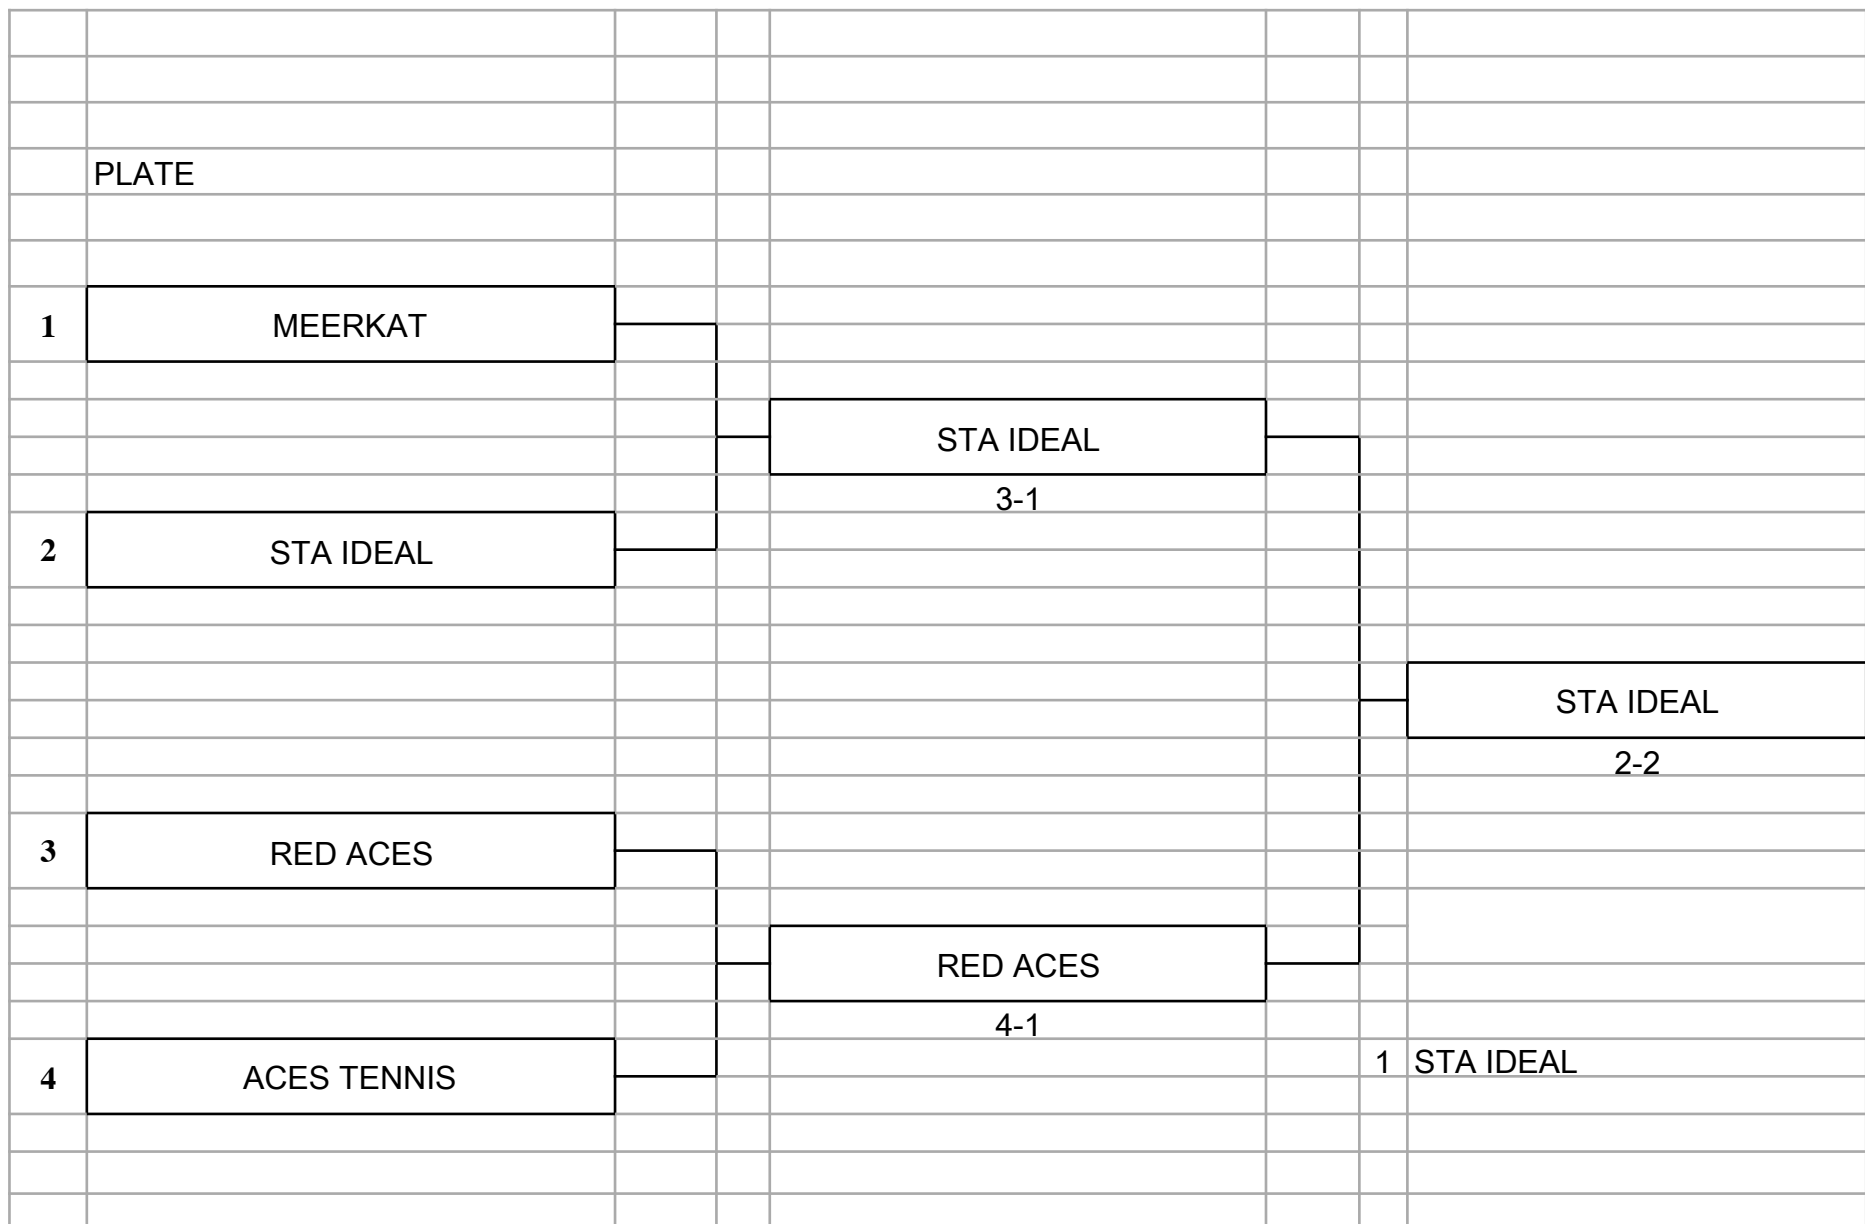 PLATE
1 MEERKAT
STA IDEAL
3-1
2 STA IDEAL
STA IDEAL
2-2
3 RED ACES
RED ACES
4-1
4 ACES TENNIS
1 STA IDEAL